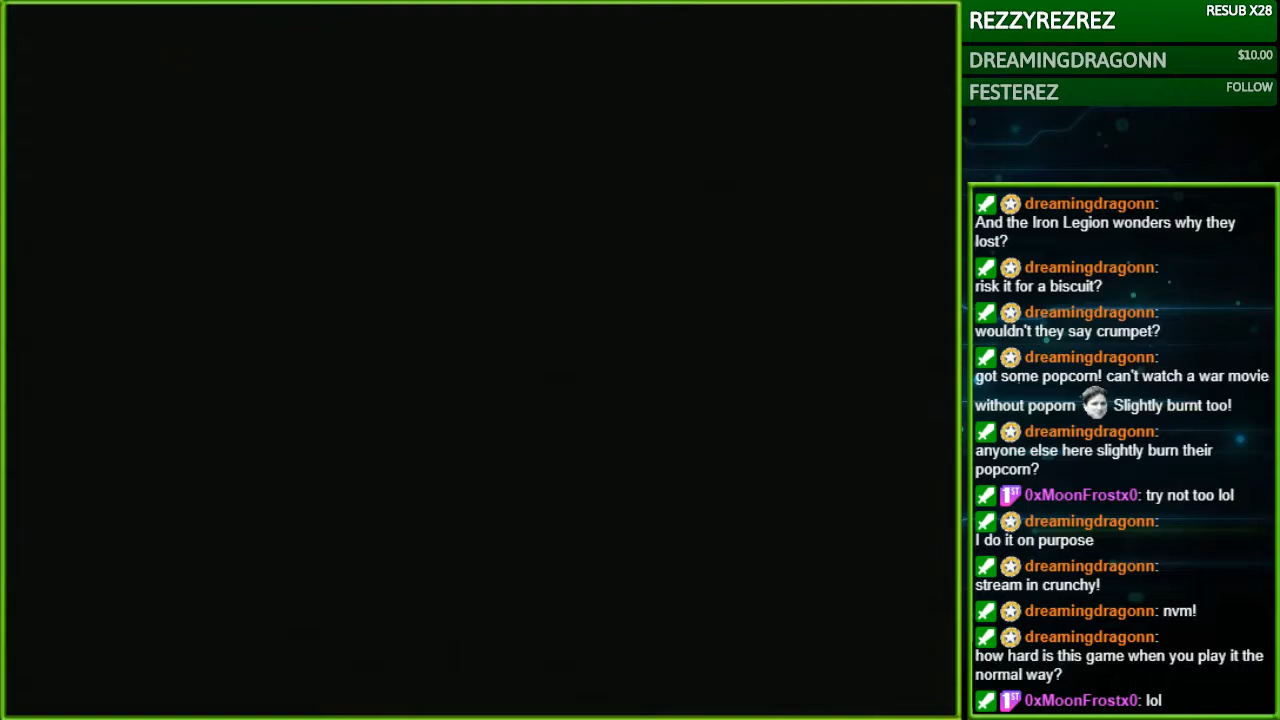 REZZYREZREZ RESUB X28
DREAMINGDRAGONN $10.00
FESTEREZ FOLLOW
dreamingdragonn:
And the Iron Legion wonders why they
lost?
dreamingdragonn:
risk it for a biscuit?
dreamingdragonn:
wouldn't they say crumpet?
dreamingdragonn:
got some popcorn! can't watch a war movie
without poporn Slightly burnt too!
dreamingdragonn:
anyone else here slightly burn their
popcorn?
1ST 0xMoonFrostx0: try not too lol
dreamingdragonn:
I do it on purpose
dreamingdragonn:
stream in crunchy!
dreamingdragonn: nvm!
dreamingdragonn:
how hard is this game when you play it the
normal way?
1ST 0xMoonFrostx0: lol